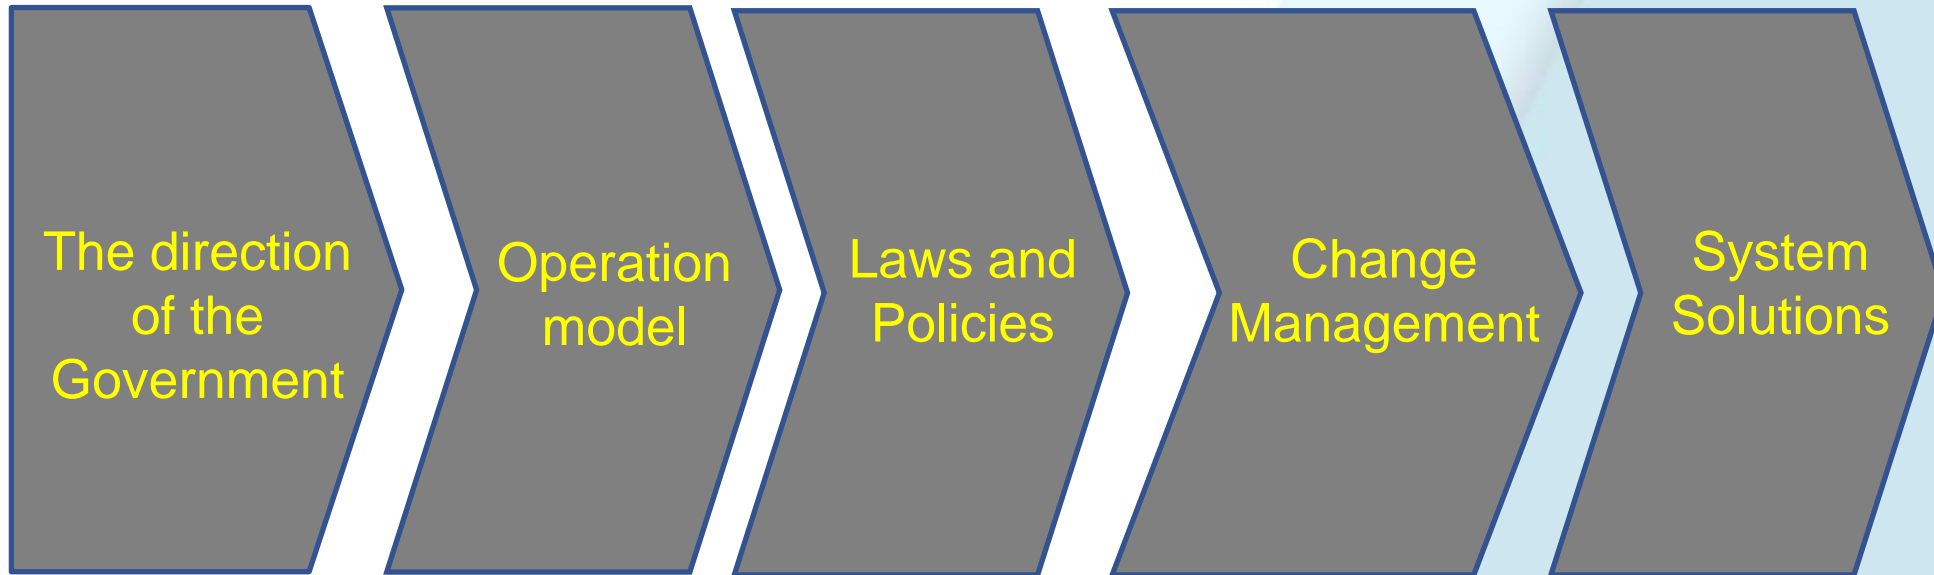 The direction
of the
Government
Operation
model
Laws and
Policies
Change
Management
System
Solutions